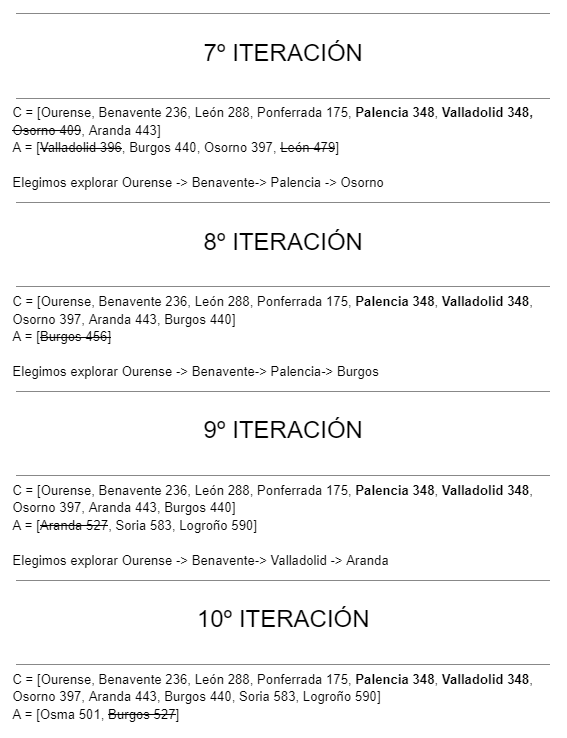 7º ITERACIÓN
C = [Ourense, Benavente 236, León 288, Ponferrada 175, Palencia 348, Valladolid 348,
Osorno 409, Aranda 443]
A = [Valladolid 396, Burgos 440, Osorno 397, León 479]
Elegimos explorar Ourense -> Benavente-> Palencia -> Osorno
8º ITERACIÓN
C = [Ourense, Benavente 236, León 288, Ponferrada 175, Palencia 348, Valladolid 348,
Osorno 397, Aranda 443, Burgos 440]
A = [Burgos 456]
Elegimos explorar Ourense -> Benavente-> Palencia-> Burgos
9º ITERACIÓN
C = [Ourense, Benavente 236, León 288, Ponferrada 175, Palencia 348, Valladolid 348,
Osorno 397, Aranda 443, Burgos 440]
A = [Aranda 527, Soria 583, Logroño 590]
Elegimos explorar Ourense -> Benavente-> Valladolid -> Aranda
10º ITERACIÓN
C = [Ourense, Benavente 236, León 288, Ponferrada 175, Palencia 348, Valladolid 348,
Osorno 397, Aranda 443, Burgos 440, Soria 583, Logroño 590]
A = [Osma 501, Burgos 527]